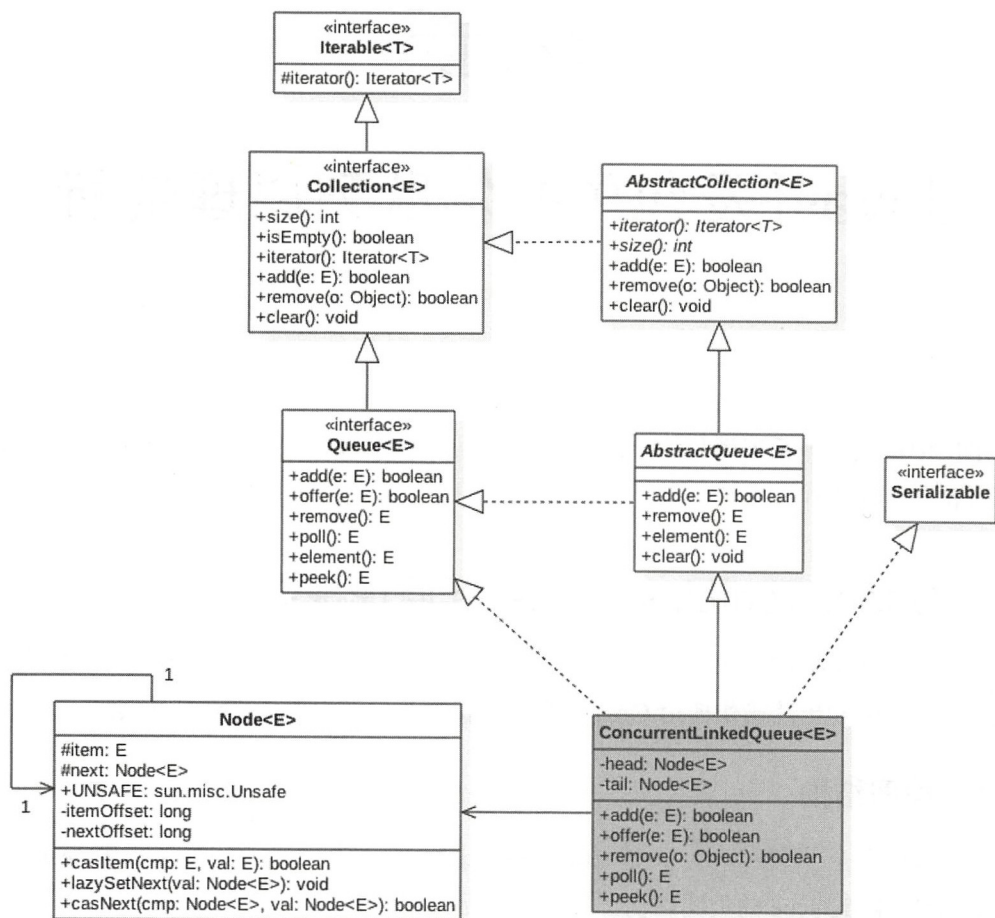 «interface»
Iterable<T>
#iterator(): Iterator<T>
«interface»
Collection<E>
+size(): int
+isEmpty(): boolean
+iterator(): Iterator<T>
+add(e: E): boolean
+remove(o: Object): boolean
+clear(): void
AbstractCollection<E>
+iterator(): Iterator<T>
+size(): int
+add(e: E): boolean
+remove(o: Object): boolean
+clear(): void
«interface»
Queue<E>
+add(e: E): boolean
+offer(e: E): boolean
+remove(): E
+poll(): E
+element(): E
+peek(): E
AbstractQueue<E>
+add(e: E): boolean
+remove(): E
+element(): E
+clear(): void
«interface»
Serializable
1
1
Node<E>
#item: E
#next: Node<E>
+UNSAFE: sun.misc.Unsafe
-itemOffset: long
-nextOffset: long
+casItem(cmp: E, val: E): boolean
+lazySetNext(val: Node<E>): void
+casNext(cmp: Node<E>, val: Node<E>): boolean
ConcurrentLinkedQueue<E>
-head: Node<E>
-tail: Node<E>
+add(e: E): boolean
+offer(e: E): boolean
+remove(o: Object): boolean
+poll(): E
+peek(): E